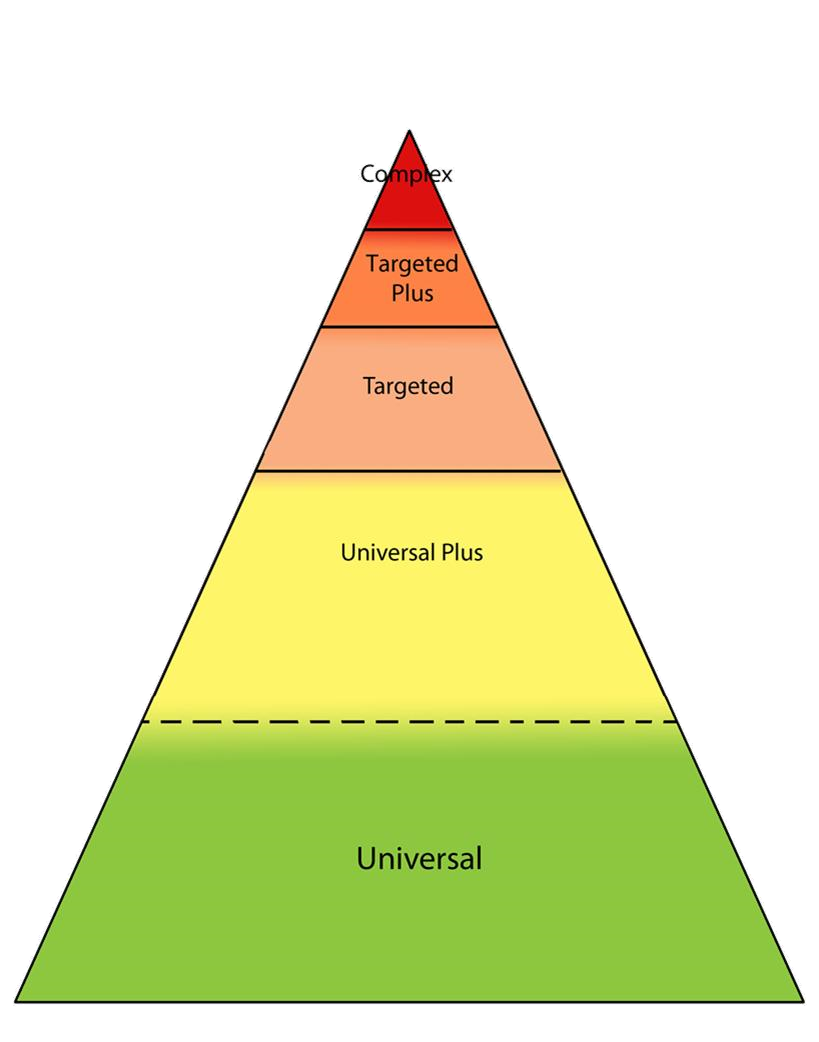 Complex
Targeted
Plus
Targeted
Universal Plus
Universal